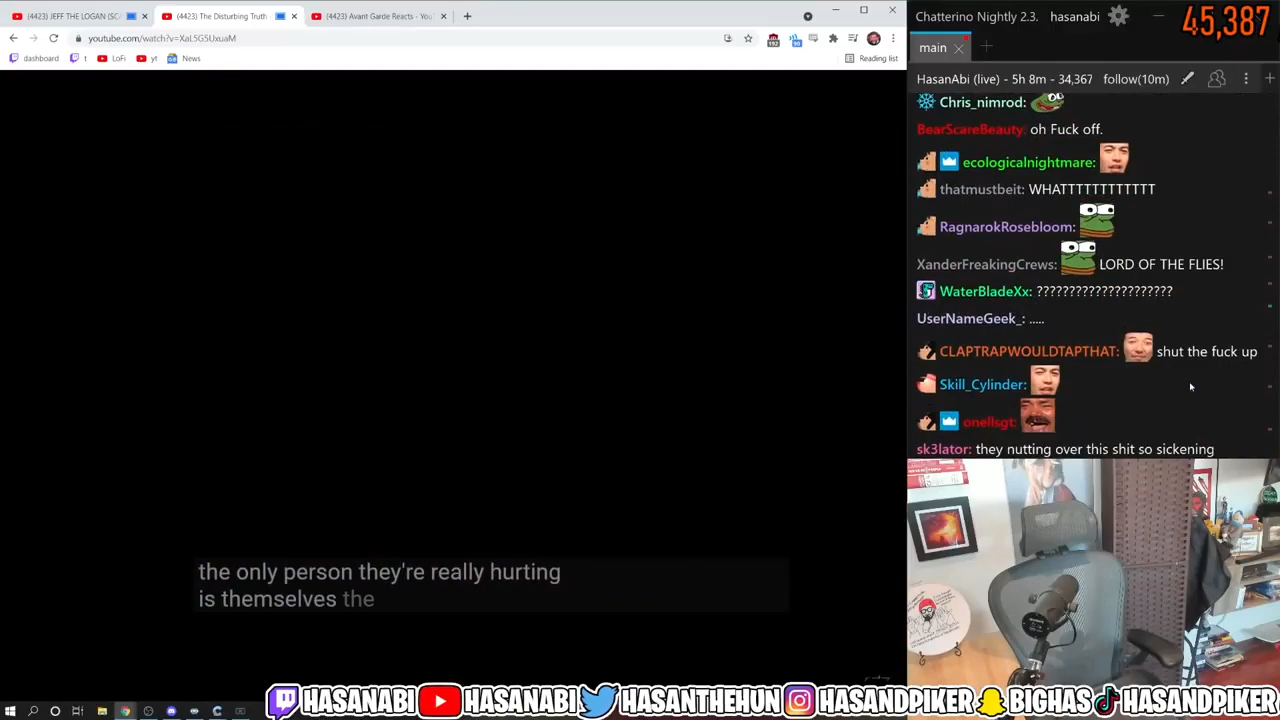 (4423) JEFF THE LOGAN (SC
(4423) The Disturbing Truth
(4423) Avant Garde Reacts - You
youtube.com/watch?v=XaL5G5UxuaM
192
90
dashboard
t
LoFi
yt
News
Reading list
Chatterino Nightly 2.3.
hasanabi
45,387
main
HasanAbi (live) - 5h 8m - 34,367
follow(10m)
Chris_nimrod:
BearScareBeauty: oh Fuck off.
ecologicalnightmare:
thatmustbeit: WHATTTTTTTTTTTT
RagnarokRosebloom:
XanderFreakingCrews: LORD OF THE FLIES!
WaterBladeXx: ?????????????????????
UserNameGeek_: .....
CLAPTRAPWOULDTAPTHAT: shut the fuck up
Skill_Cylinder:
onellsgt:
sk3lator: they nutting over this shit so sickening
the only person they're really hurting
is themselves the
HASANABI
HASANABI
HASANTHEHUN
HASANDPIKER
BIGHAS
HASANDPIKER